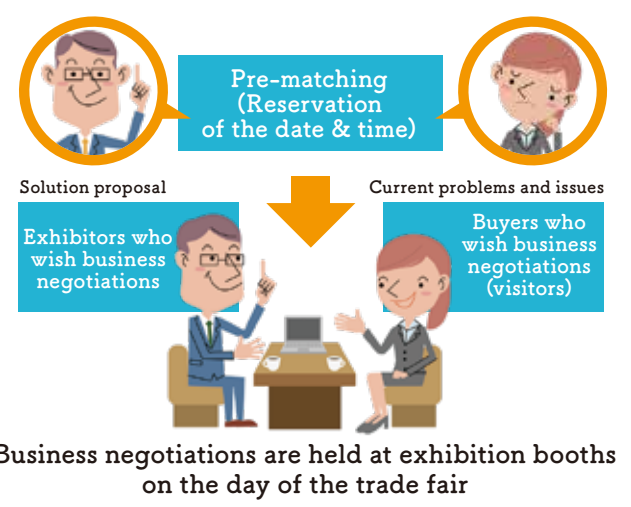 Pre-matching
(Reservation
of the date & time)
Solution proposal
Current problems and issues
Exhibitors who
wish business
negotiations
Buyers who
wish business
negotiations
(visitors)
Business negotiations are held at exhibition booths
on the day of the trade fair